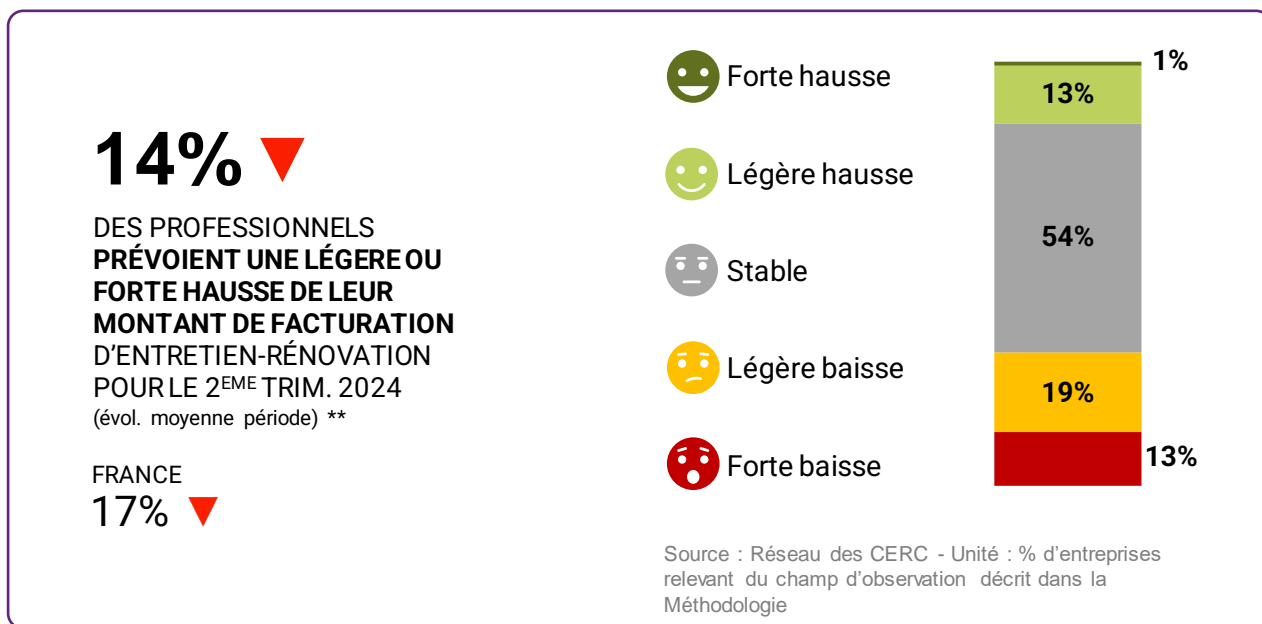 14%
DES PROFESSIONNELS
PRÉVOIENT UNE LÉGERE OU
FORTE HAUSSE DE LEUR
MONTANT DE FACTURATION
D'ENTRETIEN-RÉNOVATION
POUR LE 2EME TRIM. 2024
(évol. moyenne période) **
FRANCE
17%
Forte hausse
Légère hausse
Stable
Légère baisse
Forte baisse
1%
13%
54%
19%
13%
Source : Réseau des CERC - Unité : % d'entreprises
relevant du champ d'observation décrit dans la
Méthodologie